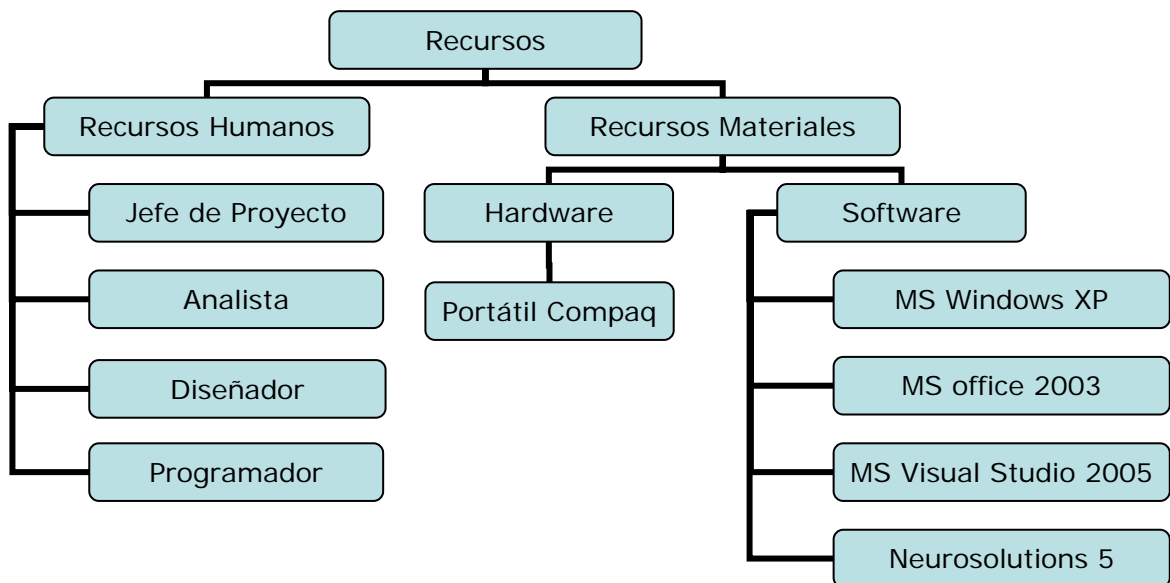 Recursos
Recursos Humanos
Recursos Materiales
Jefe de Proyecto
Hardware
Software
Analista
Portátil Compaq
MS Windows XP
Diseñador
MS office 2003
Programador
MS Visual Studio 2005
Neurosolutions 5